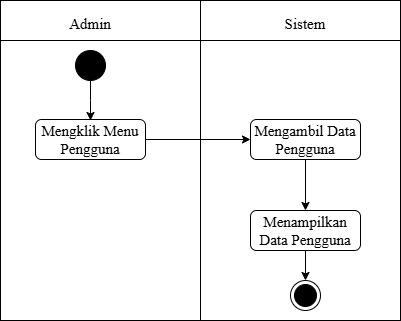 Admin
Sistem
Mengklik Menu
Pengguna
Mengambil Data
Pengguna
Menampilkan
Data Pengguna